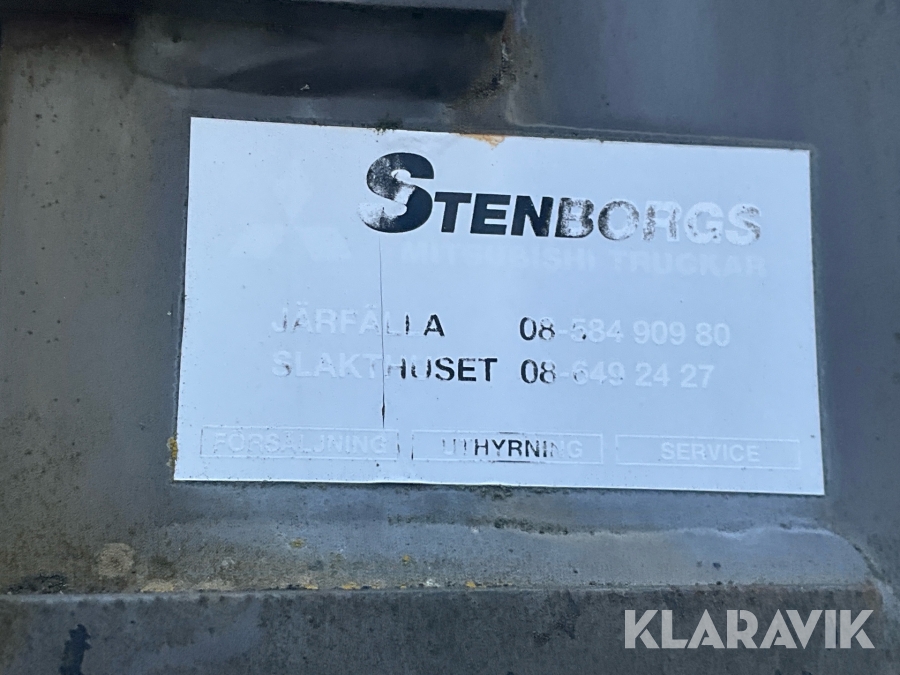 STENBORGS
MITSUBISHI TRUCKAR
JÄRFÄLLA 08-584 909 80
SLAKTHUSET 08-649 24 27
FÖRSÄLJNING UTHYRNING SERVICE
KLARAVIK